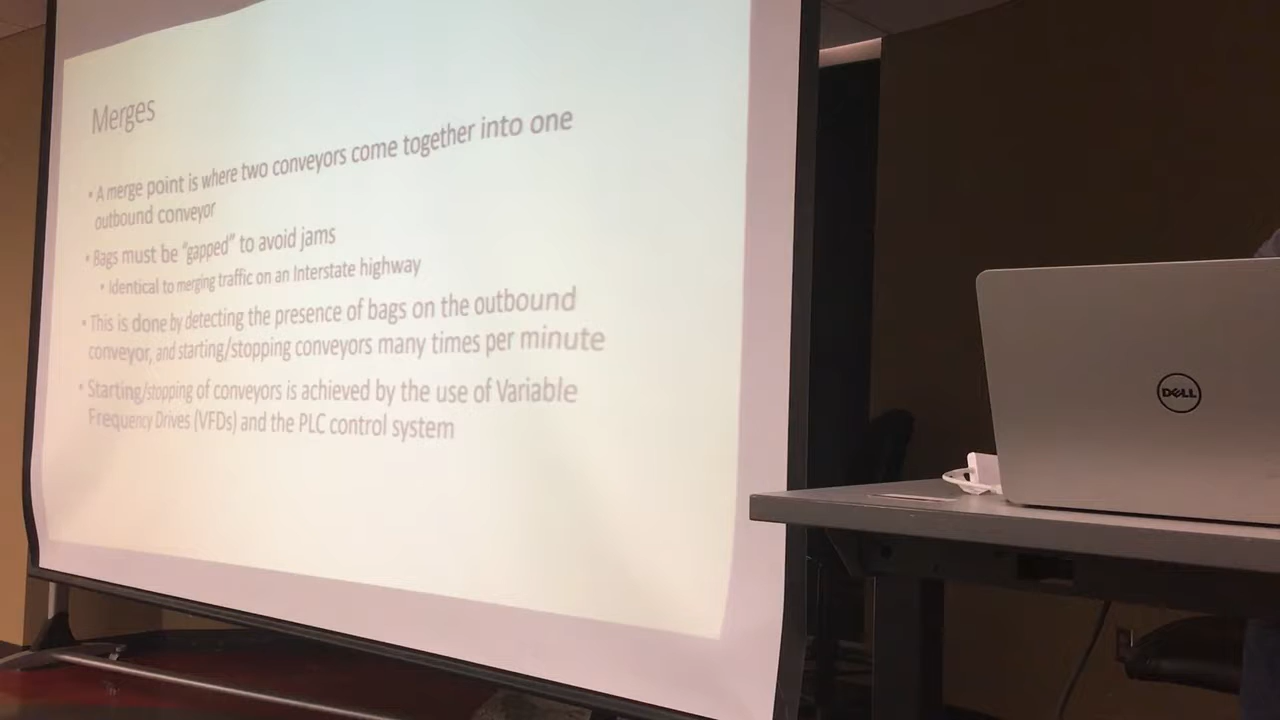 Merges
• A merge point is where two conveyors come together into one
outbound conveyor
• Bags must be "gapped" to avoid jams
• Identical to merging traffic on an Interstate highway
• This is done by detecting the presence of bags on the outbound
conveyor, and starting/stopping conveyors many times per minute
• Starting/stopping of conveyors is achieved by the use of Variable
Frequency Drives (VFDs) and the PLC control system
DELL